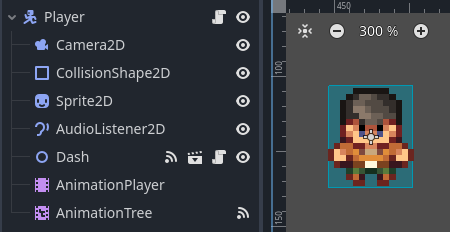 Player
Camera2D
CollisionShape2D
Sprite2D
AudioListener2D
Dash
AnimationPlayer
AnimationTree
450
300 %
100
150